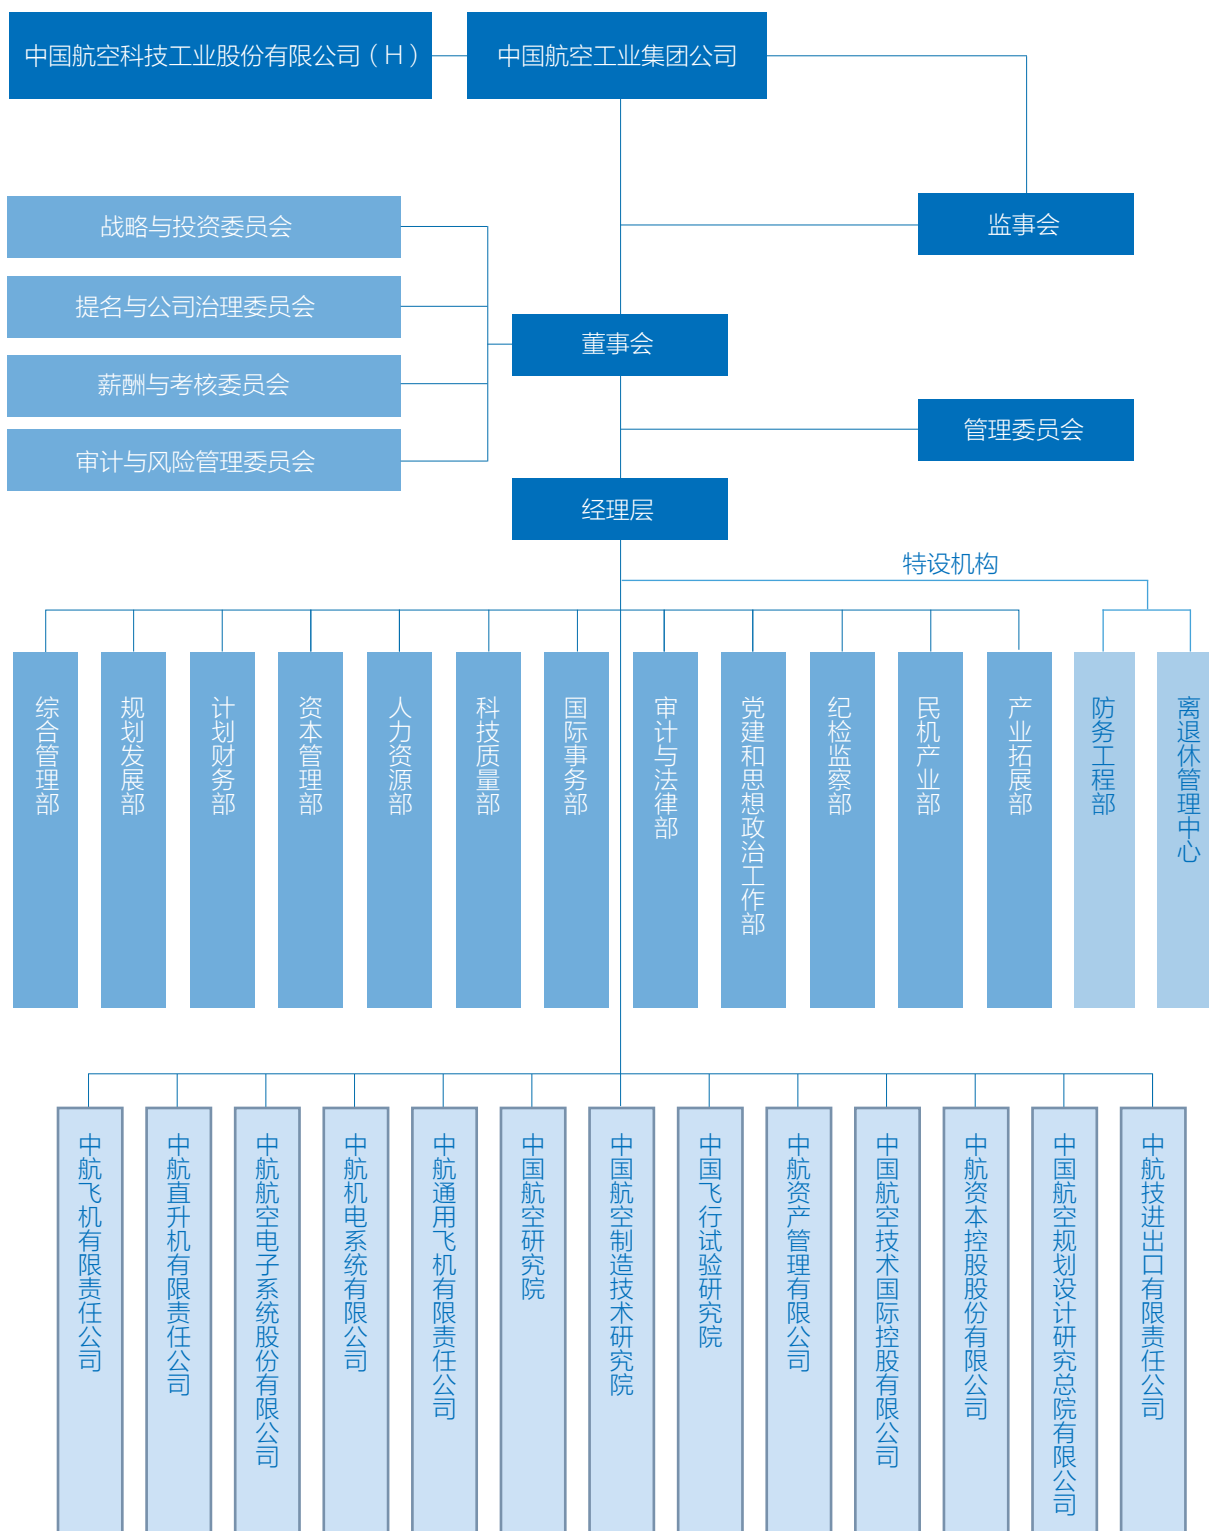 中国航空科技工业股份有限公司（H）
中国航空工业集团公司
战略与投资委员会
监事会
提名与公司治理委员会
董事会
薪酬与考核委员会
管理委员会
审计与风险管理委员会
经理层
特设机构
综合管理部
规划发展部
计划财务部
资本管理部
人力资源部
科技质量部
国际事务部
审计与法律部
党建和思想政治工作部
纪检监察部
民机产业部
产业拓展部
防务工程部
离退休管理中心
中航飞机有限责任公司
中航直升机有限责任公司
中航航空电子系统股份有限公司
中航机电系统有限公司
中航通用飞机有限责任公司
中国航空研究院
中国航空制造技术研究院
中国飞行试验研究院
中航资产管理有限公司
中国航空技术国际控股有限公司
中航资本控股股份有限公司
中国航空规划设计研究总院有限公司
中航技进出口有限责任公司